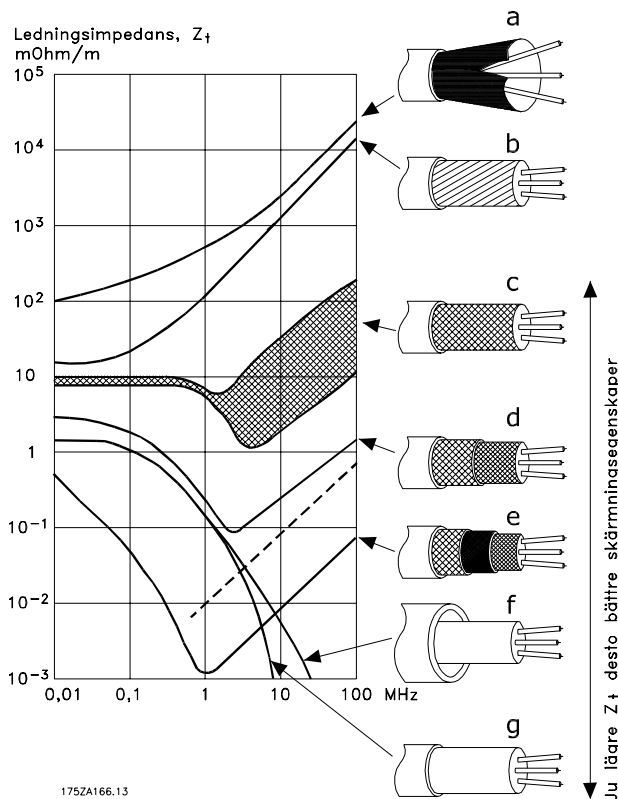 Ledningsimpedans, Zt
mOhm/m
a
10⁵
10⁴
b
10³
c
10²
10
d
1
e
10⁻¹
f
10⁻²
10⁻³
0,01 0,1 1 10 100 MHz
g
175ZA166.13
Ju lägre Zt desto bättre skärmningsegenskaper